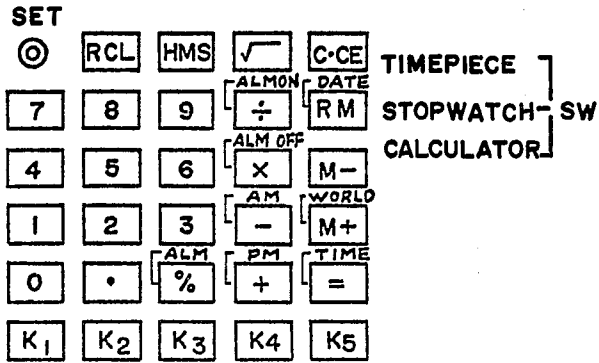 SET
◎ RCL HMS √ C·CE
TIMEPIECE
ALMON DATE
7 8 9 ÷ RM
STOPWATCH SW
ALM OFF
CALCULATOR
4 5 6 × M−
AM WORLD
1 2 3 − M+
ALM PM TIME
0 · % + =
K1 K2 K3 K4 K5